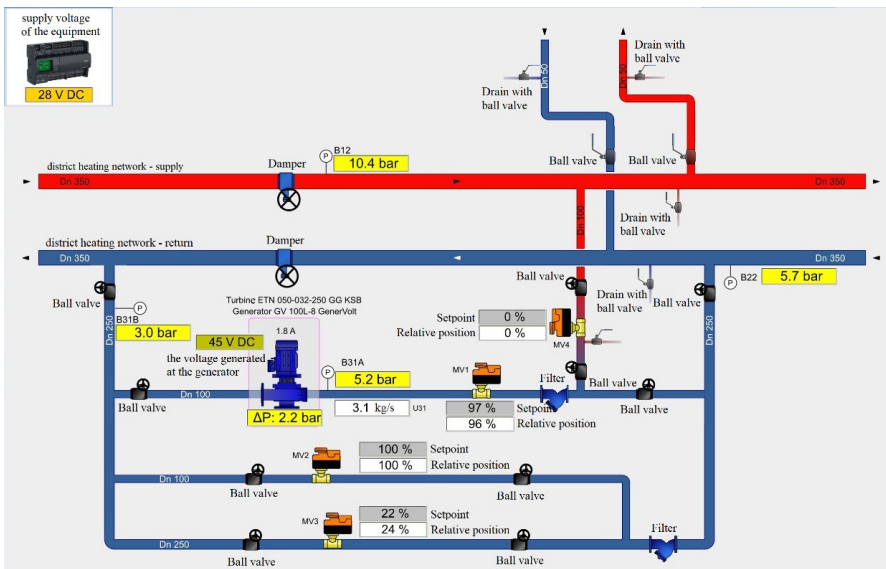 supply voltage
of the equipment
28 V DC
Dn 50
Dn 50
Drain with
ball valve
Drain with
ball valve
Ball valve
Ball valve
B12
P
10.4 bar
Damper
district heating network - supply
Dn 350
Dn 350
Dn 100
Drain with
ball valve
district heating network - return
Damper
Dn 350
Dn 350
Ball valve
P
B22
5.7 bar
Ball valve
Turbine ETN 050-032-250 GG KSB
Generator GV 100L-8 GenerVolt
Drain with
ball valve
Ball valve
P
B31B
3.0 bar
Dn 250
Dn 250
1.8 A
45 V DC
the voltage generated
at the generator
Setpoint
0 %
Relative position
0 %
MV4
B31A
P
5.2 bar
MV1
Filter
Ball valve
Dn 100
Ball valve
Ball valve
ΔP: 2.2 bar
3.1 kg/s
U31
97 %
Setpoint
96 %
Relative position
MV2
100 %
Setpoint
100 %
Relative position
Dn 100
Ball valve
Ball valve
MV3
22 %
Setpoint
24 %
Relative position
Filter
Dn 250
Ball valve
Ball valve